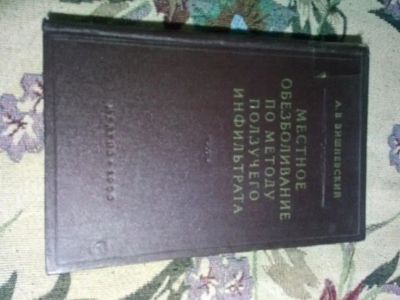 А. В. ВИШНЕВСКИЙ
МЕСТНОЕ
ОБЕЗБОЛИВАНИЕ
ПО МЕТОДУ
ПОЛЗУЧЕГО
ИНФИЛЬТРАТА